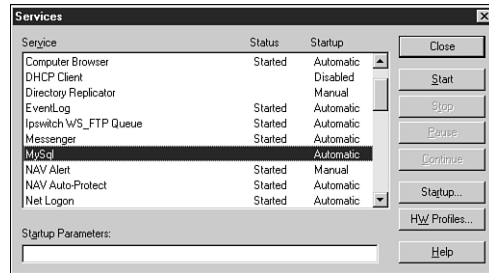 Services
Service Status Startup
Computer Browser Started Automatic
DHCP Client Disabled
Directory Replicator Manual
EventLog Started Automatic
Ipswitch WS_FTP Queue Started Automatic
Messenger Started Automatic
MySql Automatic
NAV Alert Started Manual
NAV Auto-Protect Started Automatic
Net Logon Started Automatic
Startup Parameters:
Close
Start
Stop
Pause
Continue
Startup...
HW Profiles...
Help